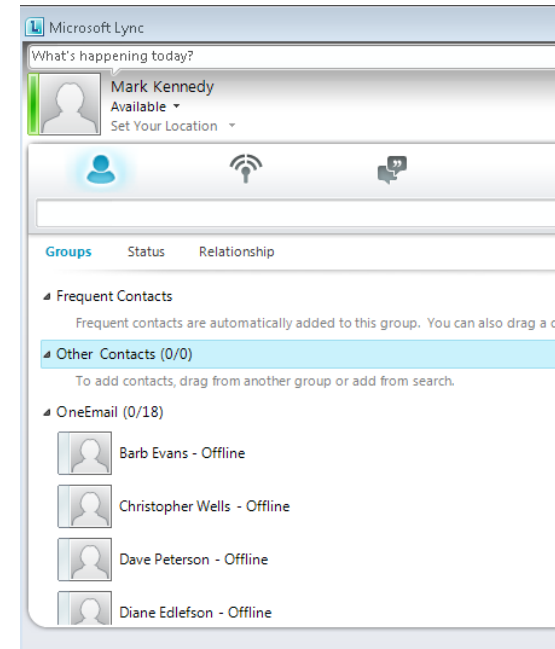 Microsoft Lync
What's happening today?
Mark Kennedy
Available
Set Your Location
Groups Status Relationship
Frequent Contacts
Frequent contacts are automatically added to this group. You can also drag a
Other Contacts (0/0)
To add contacts, drag from another group or add from search.
OneEmail (0/18)
Barb Evans - Offline
Christopher Wells - Offline
Dave Peterson - Offline
Diane Edlefson - Offline